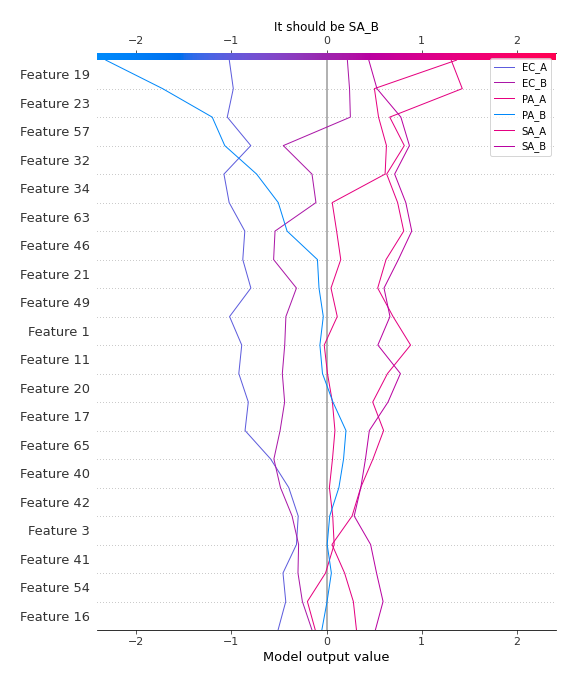 It should be SA_B
−2 −1 0 1 2
EC_A
EC_B
PA_A
PA_B
SA_A
SA_B
Feature 19
Feature 23
Feature 57
Feature 32
Feature 34
Feature 63
Feature 46
Feature 21
Feature 49
Feature 1
Feature 11
Feature 20
Feature 17
Feature 65
Feature 40
Feature 42
Feature 3
Feature 41
Feature 54
Feature 16
−2 −1 0 1 2
Model output value